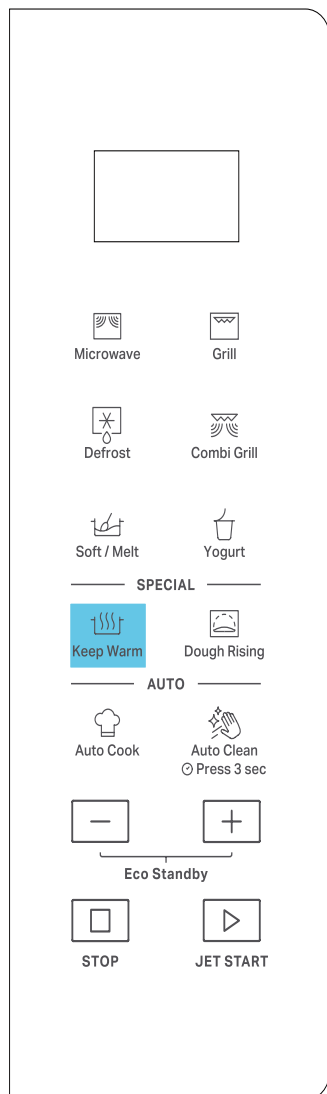 Microwave Grill
Defrost Combi Grill
Soft / Melt Yogurt
SPECIAL
Keep Warm Dough Rising
AUTO
Auto Cook Auto Clean
Press 3 sec
Eco Standby
STOP JET START